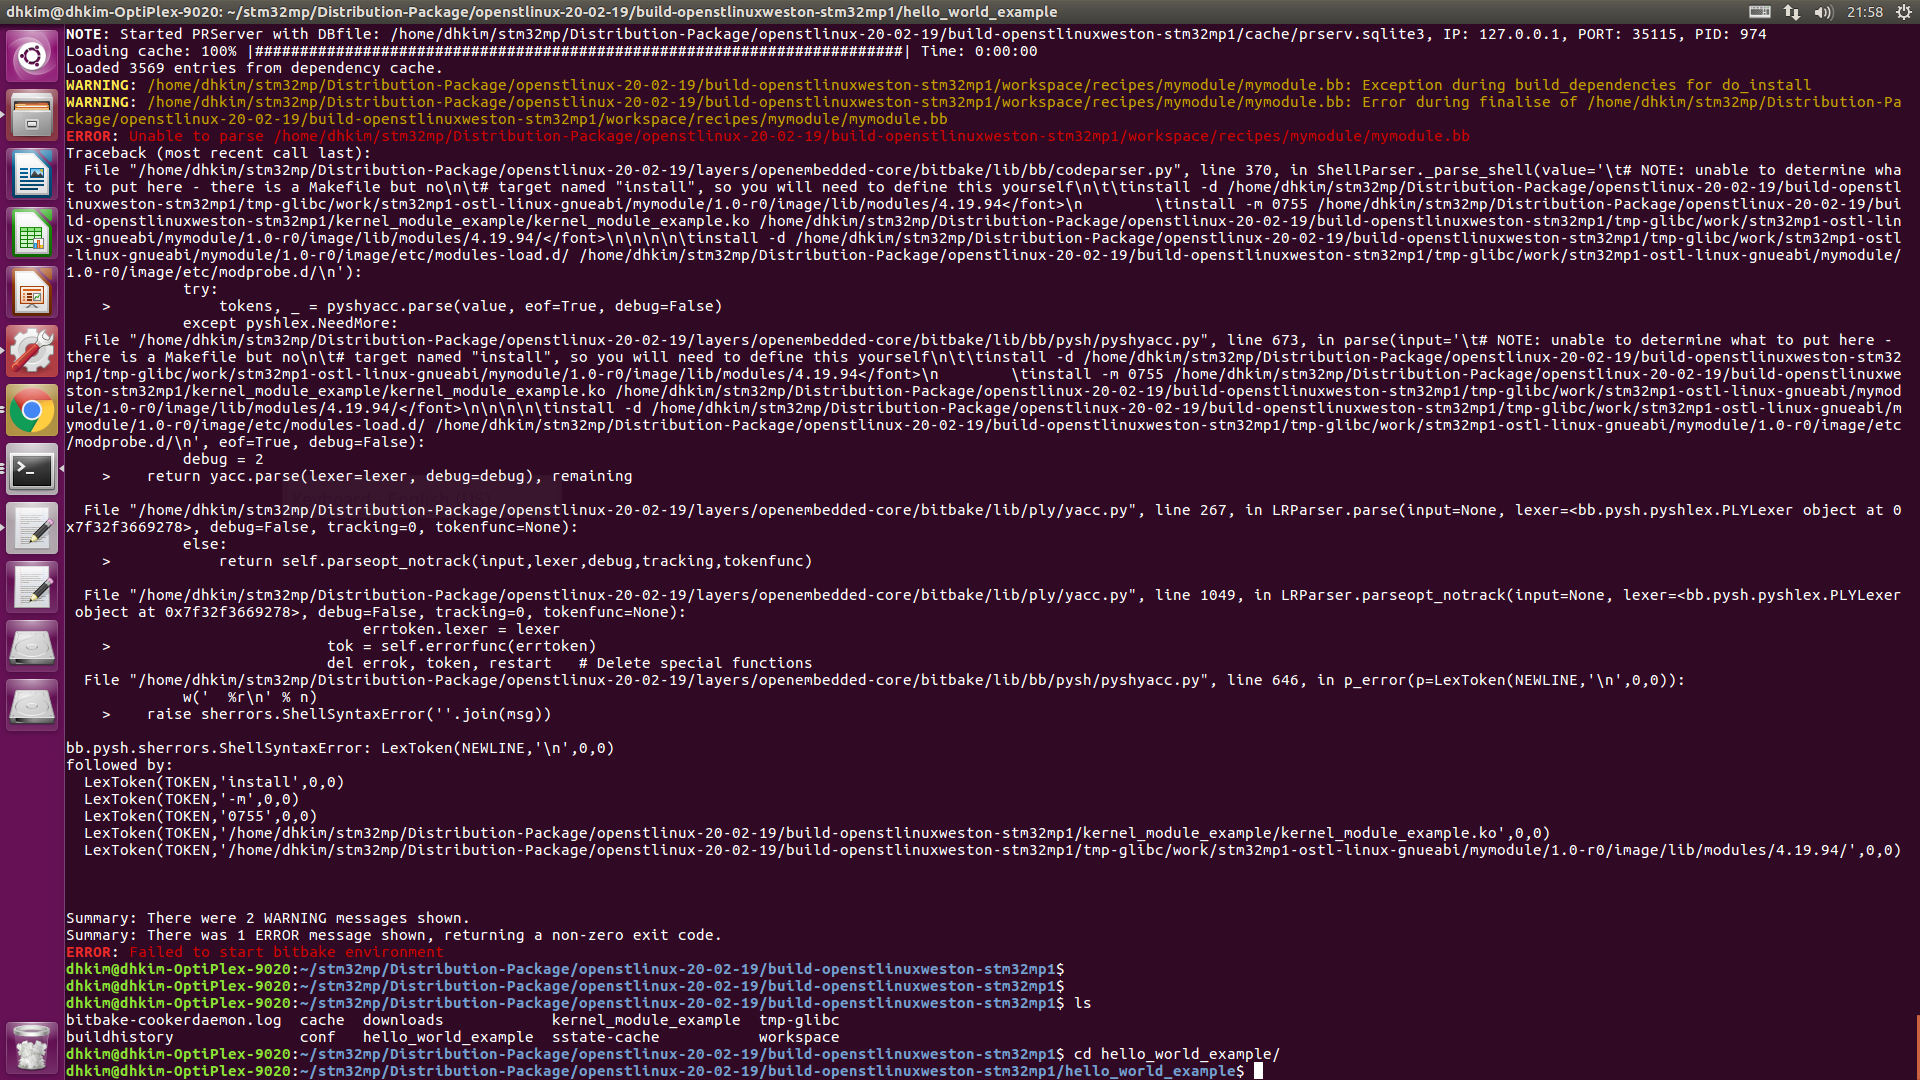 dhkim@dhkim-OptiPlex-9020: ~/stm32mp/Distribution-Package/openstlinux-20-02-19/build-openstlinuxweston-stm32mp1/hello_world_example
21:58
NOTE: Started PRServer with DBfile: /home/dhkim/stm32mp/Distribution-Package/openstlinux-20-02-19/build-openstlinuxweston-stm32mp1/cache/prserv.sqlite3, IP: 127.0.0.1, PORT: 35115, PID: 974
Loading cache: 100% |########################################################################| Time: 0:00:00
Loaded 3569 entries from dependency cache.
WARNING: /home/dhkim/stm32mp/Distribution-Package/openstlinux-20-02-19/build-openstlinuxweston-stm32mp1/workspace/recipes/mymodule/mymodule.bb: Exception during build_dependencies for do_install
WARNING: /home/dhkim/stm32mp/Distribution-Package/openstlinux-20-02-19/build-openstlinuxweston-stm32mp1/workspace/recipes/mymodule/mymodule.bb: Error during finalise of /home/dhkim/stm32mp/Distribution-Pa
ckage/openstlinux-20-02-19/build-openstlinuxweston-stm32mp1/workspace/recipes/mymodule/mymodule.bb
ERROR: Unable to parse /home/dhkim/stm32mp/Distribution-Package/openstlinux-20-02-19/build-openstlinuxweston-stm32mp1/workspace/recipes/mymodule/mymodule.bb
Traceback (most recent call last):
  File "/home/dhkim/stm32mp/Distribution-Package/openstlinux-20-02-19/layers/openembedded-core/bitbake/lib/bb/codeparser.py", line 370, in ShellParser._parse_shell(value='\t# NOTE: unable to determine wha
t to put here - there is a Makefile but no\n\t# target named "install", so you will need to define this yourself\n\t\tinstall -d /home/dhkim/stm32mp/Distribution-Package/openstlinux-20-02-19/build-openstl
inuxweston-stm32mp1/tmp-glibc/work/stm32mp1-ostl-linux-gnueabi/mymodule/1.0-r0/image/lib/modules/4.19.94</font>\n        \tinstall -m 0755 /home/dhkim/stm32mp/Distribution-Package/openstlinux-20-02-19/bui
ld-openstlinuxweston-stm32mp1/kernel_module_example/kernel_module_example.ko /home/dhkim/stm32mp/Distribution-Package/openstlinux-20-02-19/build-openstlinuxweston-stm32mp1/tmp-glibc/work/stm32mp1-ostl-lin
ux-gnueabi/mymodule/1.0-r0/image/lib/modules/4.19.94/</font>\n\n\n\n\tinstall -d /home/dhkim/stm32mp/Distribution-Package/openstlinux-20-02-19/build-openstlinuxweston-stm32mp1/tmp-glibc/work/stm32mp1-ostl
-linux-gnueabi/mymodule/1.0-r0/image/etc/modules-load.d/ /home/dhkim/stm32mp/Distribution-Package/openstlinux-20-02-19/build-openstlinuxweston-stm32mp1/tmp-glibc/work/stm32mp1-ostl-linux-gnueabi/mymodule/
1.0-r0/image/etc/modprobe.d/\n'):
             try:
    >            tokens, _ = pyshyacc.parse(value, eof=True, debug=False)
             except pyshlex.NeedMore:
  File "/home/dhkim/stm32mp/Distribution-Package/openstlinux-20-02-19/layers/openembedded-core/bitbake/lib/bb/pysh/pyshyacc.py", line 673, in parse(input='\t# NOTE: unable to determine what to put here - 
there is a Makefile but no\n\t# target named "install", so you will need to define this yourself\n\t\tinstall -d /home/dhkim/stm32mp/Distribution-Package/openstlinux-20-02-19/build-openstlinuxweston-stm32
mp1/tmp-glibc/work/stm32mp1-ostl-linux-gnueabi/mymodule/1.0-r0/image/lib/modules/4.19.94</font>\n        \tinstall -m 0755 /home/dhkim/stm32mp/Distribution-Package/openstlinux-20-02-19/build-openstlinuxwe
ston-stm32mp1/kernel_module_example/kernel_module_example.ko /home/dhkim/stm32mp/Distribution-Package/openstlinux-20-02-19/build-openstlinuxweston-stm32mp1/tmp-glibc/work/stm32mp1-ostl-linux-gnueabi/mymod
ule/1.0-r0/image/lib/modules/4.19.94/</font>\n\n\n\n\tinstall -d /home/dhkim/stm32mp/Distribution-Package/openstlinux-20-02-19/build-openstlinuxweston-stm32mp1/tmp-glibc/work/stm32mp1-ostl-linux-gnueabi/m
ymodule/1.0-r0/image/etc/modules-load.d/ /home/dhkim/stm32mp/Distribution-Package/openstlinux-20-02-19/build-openstlinuxweston-stm32mp1/tmp-glibc/work/stm32mp1-ostl-linux-gnueabi/mymodule/1.0-r0/image/etc
/modprobe.d/\n', eof=True, debug=False):
             debug = 2
    >    return yacc.parse(lexer=lexer, debug=debug), remaining
  File "/home/dhkim/stm32mp/Distribution-Package/openstlinux-20-02-19/layers/openembedded-core/bitbake/lib/ply/yacc.py", line 267, in LRParser.parse(input=None, lexer=<bb.pysh.pyshlex.PLYLexer object at 0
x7f32f3669278>, debug=False, tracking=0, tokenfunc=None):
             else:
    >            return self.parseopt_notrack(input,lexer,debug,tracking,tokenfunc)
  File "/home/dhkim/stm32mp/Distribution-Package/openstlinux-20-02-19/layers/openembedded-core/bitbake/lib/ply/yacc.py", line 1049, in LRParser.parseopt_notrack(input=None, lexer=<bb.pysh.pyshlex.PLYLexer
 object at 0x7f32f3669278>, debug=False, tracking=0, tokenfunc=None):
                                 errtoken.lexer = lexer
    >                        tok = self.errorfunc(errtoken)
                             del errok, token, restart   # Delete special functions
  File "/home/dhkim/stm32mp/Distribution-Package/openstlinux-20-02-19/layers/openembedded-core/bitbake/lib/bb/pysh/pyshyacc.py", line 646, in p_error(p=LexToken(NEWLINE,'\n',0,0)):
             w('  %r\n' % n)
    >    raise sherrors.ShellSyntaxError(''.join(msg))
bb.pysh.sherrors.ShellSyntaxError: LexToken(NEWLINE,'\n',0,0)
followed by:
  LexToken(TOKEN,'install',0,0)
  LexToken(TOKEN,'-m',0,0)
  LexToken(TOKEN,'0755',0,0)
  LexToken(TOKEN,'/home/dhkim/stm32mp/Distribution-Package/openstlinux-20-02-19/build-openstlinuxweston-stm32mp1/kernel_module_example/kernel_module_example.ko',0,0)
  LexToken(TOKEN,'/home/dhkim/stm32mp/Distribution-Package/openstlinux-20-02-19/build-openstlinuxweston-stm32mp1/tmp-glibc/work/stm32mp1-ostl-linux-gnueabi/mymodule/1.0-r0/image/lib/modules/4.19.94/',0,0)
Summary: There were 2 WARNING messages shown.
Summary: There was 1 ERROR message shown, returning a non-zero exit code.
ERROR: Failed to start bitbake environment
dhkim@dhkim-OptiPlex-9020:~/stm32mp/Distribution-Package/openstlinux-20-02-19/build-openstlinuxweston-stm32mp1$
dhkim@dhkim-OptiPlex-9020:~/stm32mp/Distribution-Package/openstlinux-20-02-19/build-openstlinuxweston-stm32mp1$
dhkim@dhkim-OptiPlex-9020:~/stm32mp/Distribution-Package/openstlinux-20-02-19/build-openstlinuxweston-stm32mp1$ ls
bitbake-cookerdaemon.log  cache  downloads            kernel_module_example  tmp-glibc
buildhistory              conf   hello_world_example  sstate-cache           workspace
dhkim@dhkim-OptiPlex-9020:~/stm32mp/Distribution-Package/openstlinux-20-02-19/build-openstlinuxweston-stm32mp1$ cd hello_world_example/
dhkim@dhkim-OptiPlex-9020:~/stm32mp/Distribution-Package/openstlinux-20-02-19/build-openstlinuxweston-stm32mp1/hello_world_example$